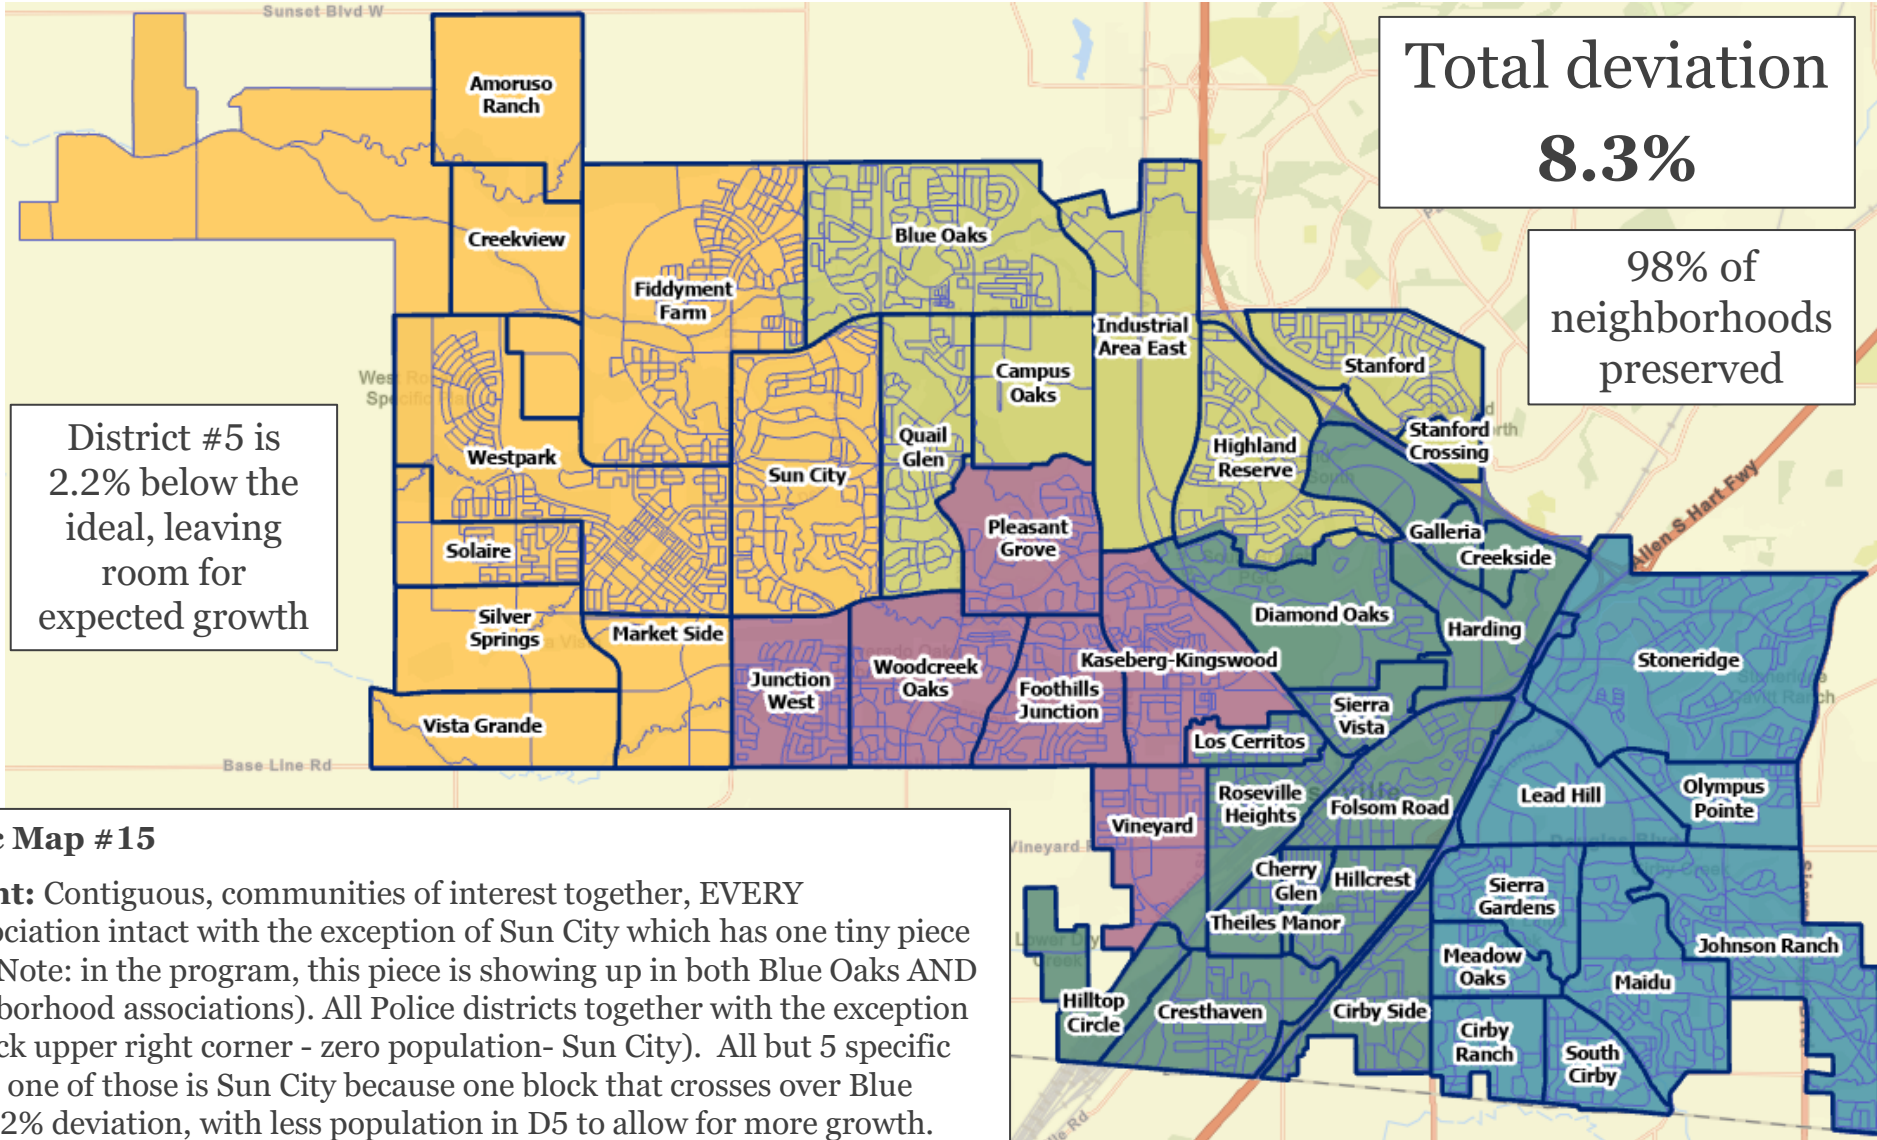 Sunset Blvd W
Total deviation
8.3%
98% of
neighborhoods
preserved
District #5 is
2.2% below the
ideal, leaving
room for
expected growth
Amoruso
Ranch
Creekview
Fiddyment
Farm
Blue Oaks
Industrial
Area East
Stanford
Campus
Oaks
Stanford
Crossing
Highland
Reserve
Quail
Glen
Westpark
Sun City
Pleasant
Grove
Galleria
Creekside
Allen S Hart Fwy
Solaire
Silver
Springs
Market Side
Diamond Oaks
Harding
Stoneridge
Kaseberg-Kingswood
Woodcreek
Oaks
Junction
West
Foothills
Junction
Sierra
Vista
Vista Grande
Los Cerritos
Base Line Rd
Roseville
Heights
Folsom Road
Lead Hill
Olympus
Pointe
Vineyard
Douglas Blvd
Cherry
Glen
Hillcrest
Sierra
Gardens
Theiles Manor
Johnson Ranch
Meadow
Oaks
Maidu
Hilltop
Circle
Cresthaven
Cirby Side
Cirby
Ranch
South
Cirby
Map #15
Contiguous, communities of interest together, EVERY
intact with the exception of Sun City which has one tiny piece
Note: in the program, this piece is showing up in both Blue Oaks AND
associations). All Police districts together with the exception
upper right corner - zero population- Sun City). All but 5 specific
one of those is Sun City because one block that crosses over Blue
2% deviation, with less population in D5 to allow for more growth.